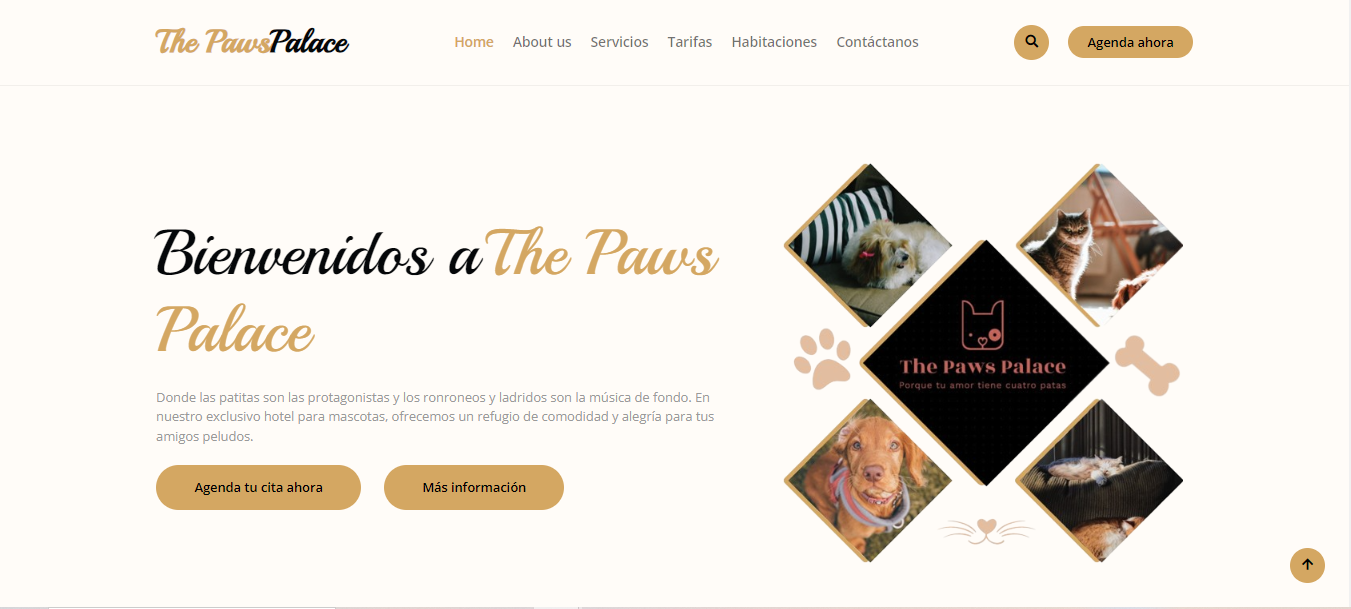 The PawsPalace
Home About us Servicios Tarifas Habitaciones Contáctanos
Agenda ahora
Bienvenidos aThe Paws
Palace
Donde las patitas son las protagonistas y los ronroneos y ladridos son la música de fondo. En
nuestro exclusivo hotel para mascotas, ofrecemos un refugio de comodidad y alegría para tus
amigos peludos.
Agenda tu cita ahora
Más información
The Paws Palace
Porque tu amor tiene cuatro patas